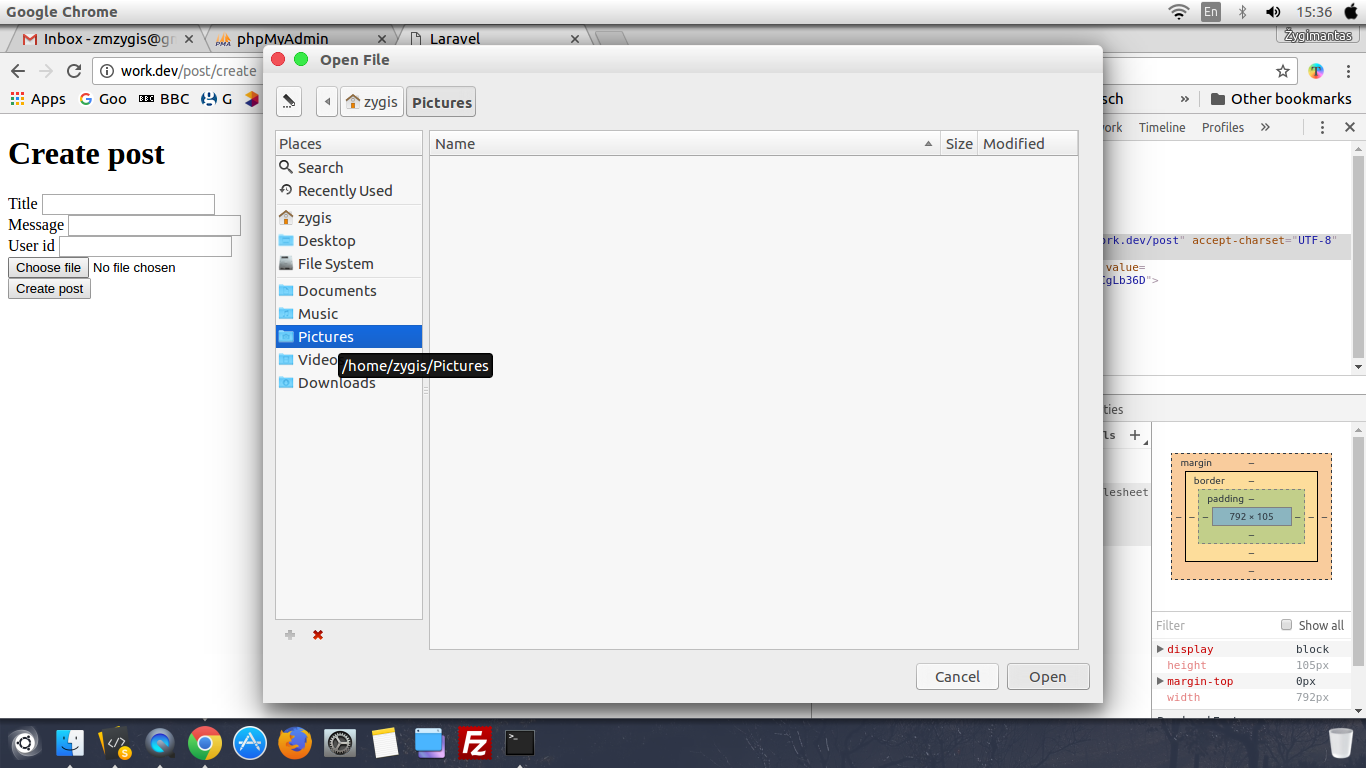 Google Chrome
En
15:36
Inbox - zmzygis@gr
PMA
phpMyAdmin
Laravel
Žygimantas
work.dev/post/create
Apps
Goo
BBC
G
sch
»
Other bookmarks
Open File
zygis
Pictures
Places
Name
Size
Modified
Search
Recently Used
zygis
Desktop
File System
Documents
Music
Pictures
Video
/home/zygis/Pictures
Downloads
Cancel
Open
Create post
Title
Message
User id
Choose file No file chosen
Create post
ork
Timeline
Profiles
»
ork.dev/post" accept-charset="UTF-8"
value=
CgLb36D">
ties
ls
+
lesheet
margin –
border –
padding –
– – – 792 × 105 – – –
–
–
–
Filter
Show all
display block
height 105px
margin-top 0px
width 792px
S
Fz
>_